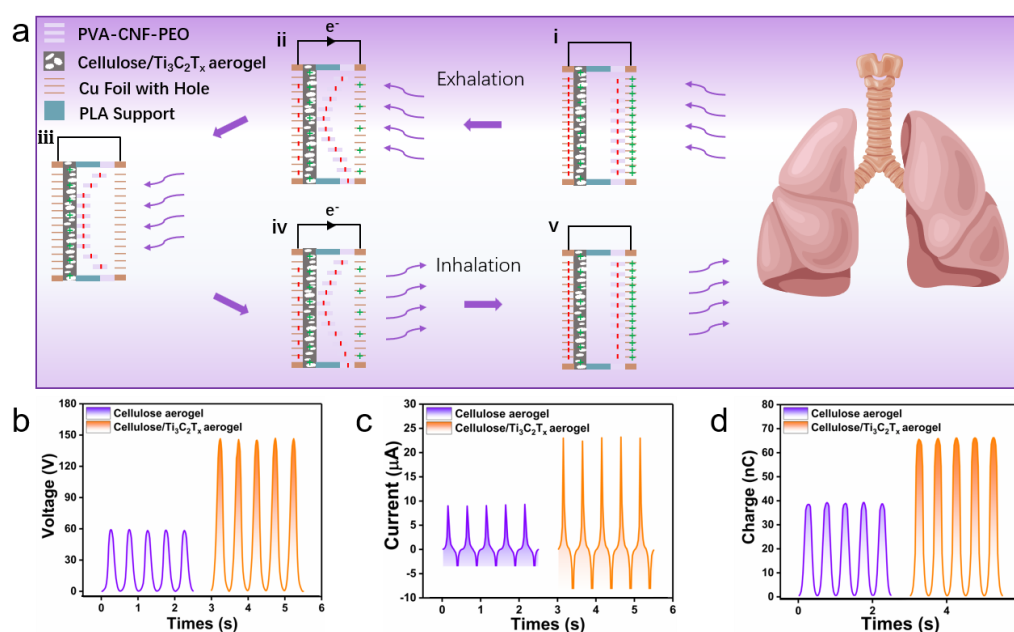 a
PVA-CNF-PEO
Cellulose/Ti₃C₂Tₓ aerogel
Cu Foil with Hole
PLA Support
ii
e⁻
i
Exhalation
iii
iv
e⁻
v
Inhalation
b
Cellulose aerogel
Cellulose/Ti₃C₂Tₓ aerogel
Voltage (V)
180
150
120
90
60
30
0
0 1 2 3 4 5 6
Times (s)
c
Cellulose aerogel
Cellulose/Ti₃C₂Tₓ aerogel
Current (μA)
30
25
20
15
10
5
0
-5
-10
0 1 2 3 4 5 6
Times (s)
d
Cellulose aerogel
Cellulose/Ti₃C₂Tₓ aerogel
Charge (nC)
80
70
60
50
40
30
20
10
0
0 2 4
Times (s)